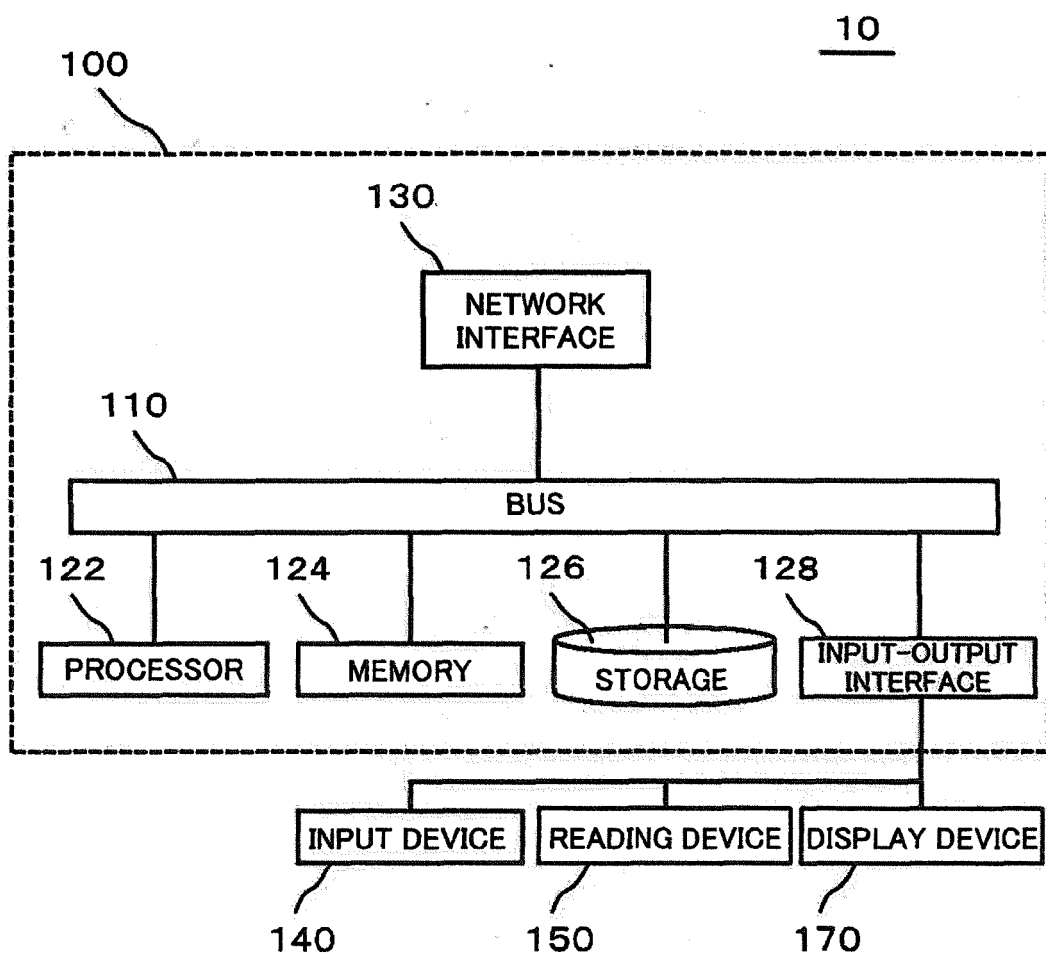 10
100
130
NETWORK
INTERFACE
110
BUS
122
124
126
128
PROCESSOR
MEMORY
STORAGE
INPUT-OUTPUT
INTERFACE
INPUT DEVICE
READING DEVICE
DISPLAY DEVICE
140
150
170